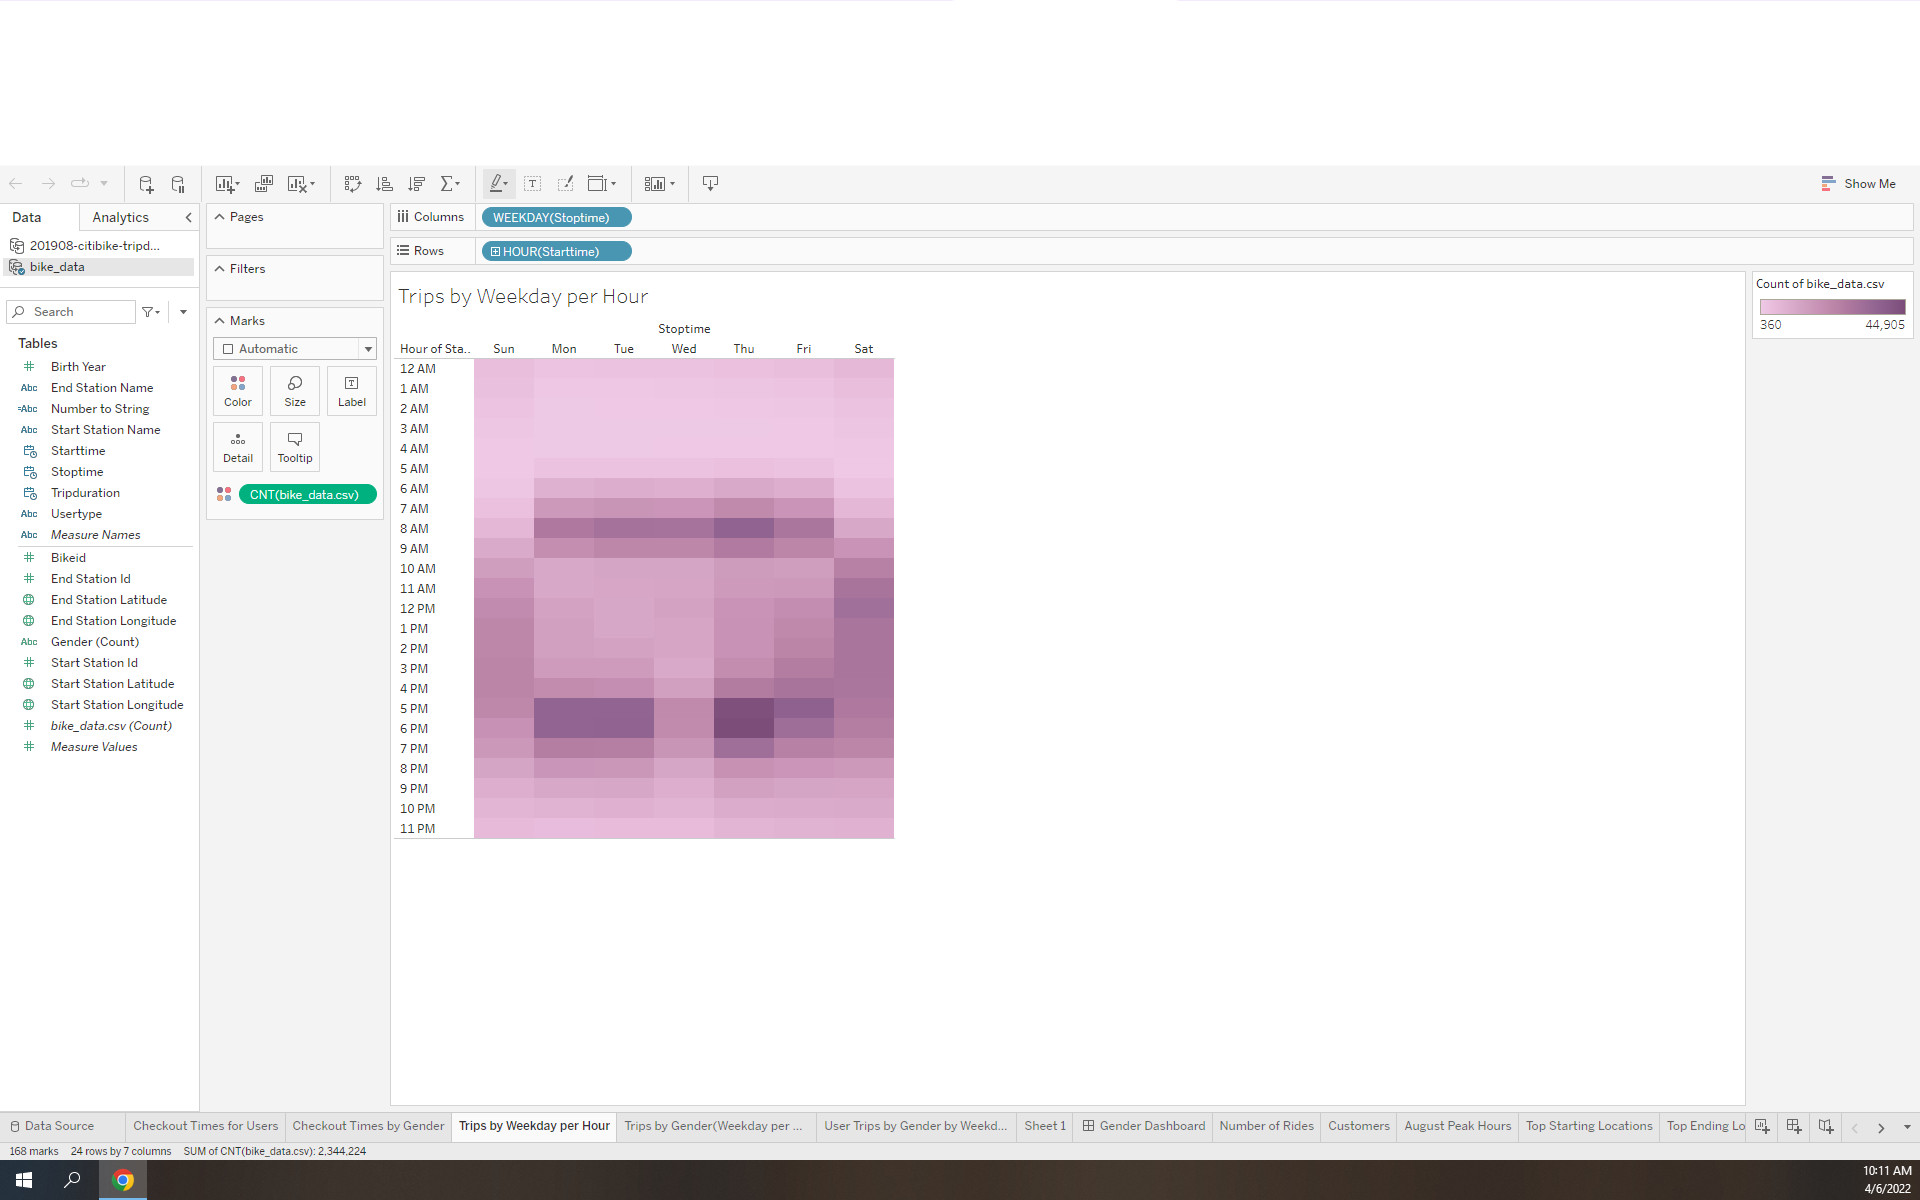 Show Me
Data Analytics
201908-citibike-tripd...
bike_data
Search
Tables
Birth Year
Abc End Station Name
=Abc Number to String
Abc Start Station Name
Starttime
Stoptime
Tripduration
Abc Usertype
Abc Measure Names
Bikeid
End Station Id
End Station Latitude
End Station Longitude
Abc Gender (Count)
Start Station Id
Start Station Latitude
Start Station Longitude
bike_data.csv (Count)
Measure Values
Pages
Filters
Marks
Automatic
Color Size Label
Detail Tooltip
CNT(bike_data.csv)
Columns WEEKDAY(Stoptime)
Rows HOUR(Starttime)
Trips by Weekday per Hour
Stoptime
Hour of Sta.. Sun Mon Tue Wed Thu Fri Sat
12 AM
1 AM
2 AM
3 AM
4 AM
5 AM
6 AM
7 AM
8 AM
9 AM
10 AM
11 AM
12 PM
1 PM
2 PM
3 PM
4 PM
5 PM
6 PM
7 PM
8 PM
9 PM
10 PM
11 PM
Count of bike_data.csv
360 44,905
Data Source Checkout Times for Users Checkout Times by Gender Trips by Weekday per Hour Trips by Gender(Weekday per ... User Trips by Gender by Weekd... Sheet 1 Gender Dashboard Number of Rides Customers August Peak Hours Top Starting Locations Top Ending Lo
168 marks 24 rows by 7 columns SUM of CNT(bike_data.csv): 2,344,224
10:11 AM
4/6/2022